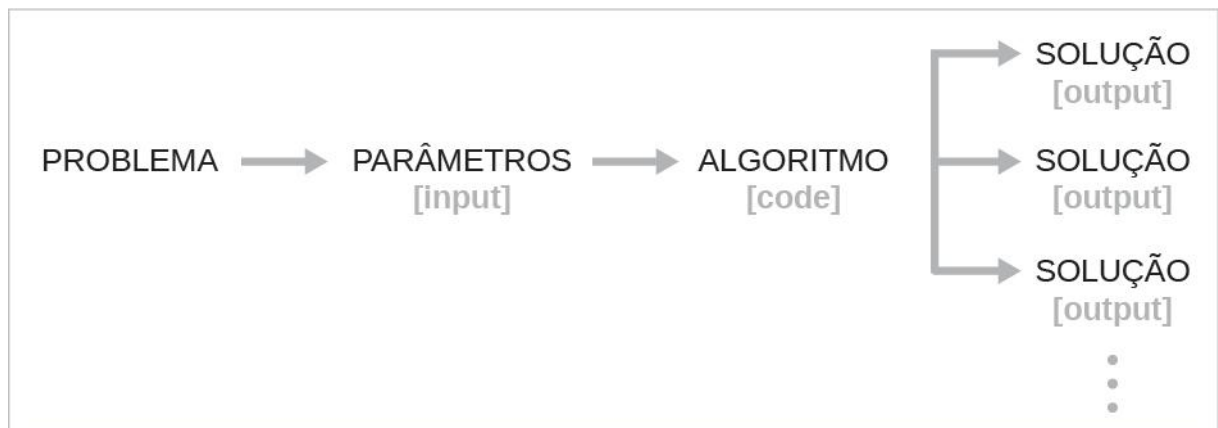 SOLUÇÃO
[output]
PROBLEMA
PARÂMETROS
[input]
ALGORITMO
[code]
SOLUÇÃO
[output]
SOLUÇÃO
[output]